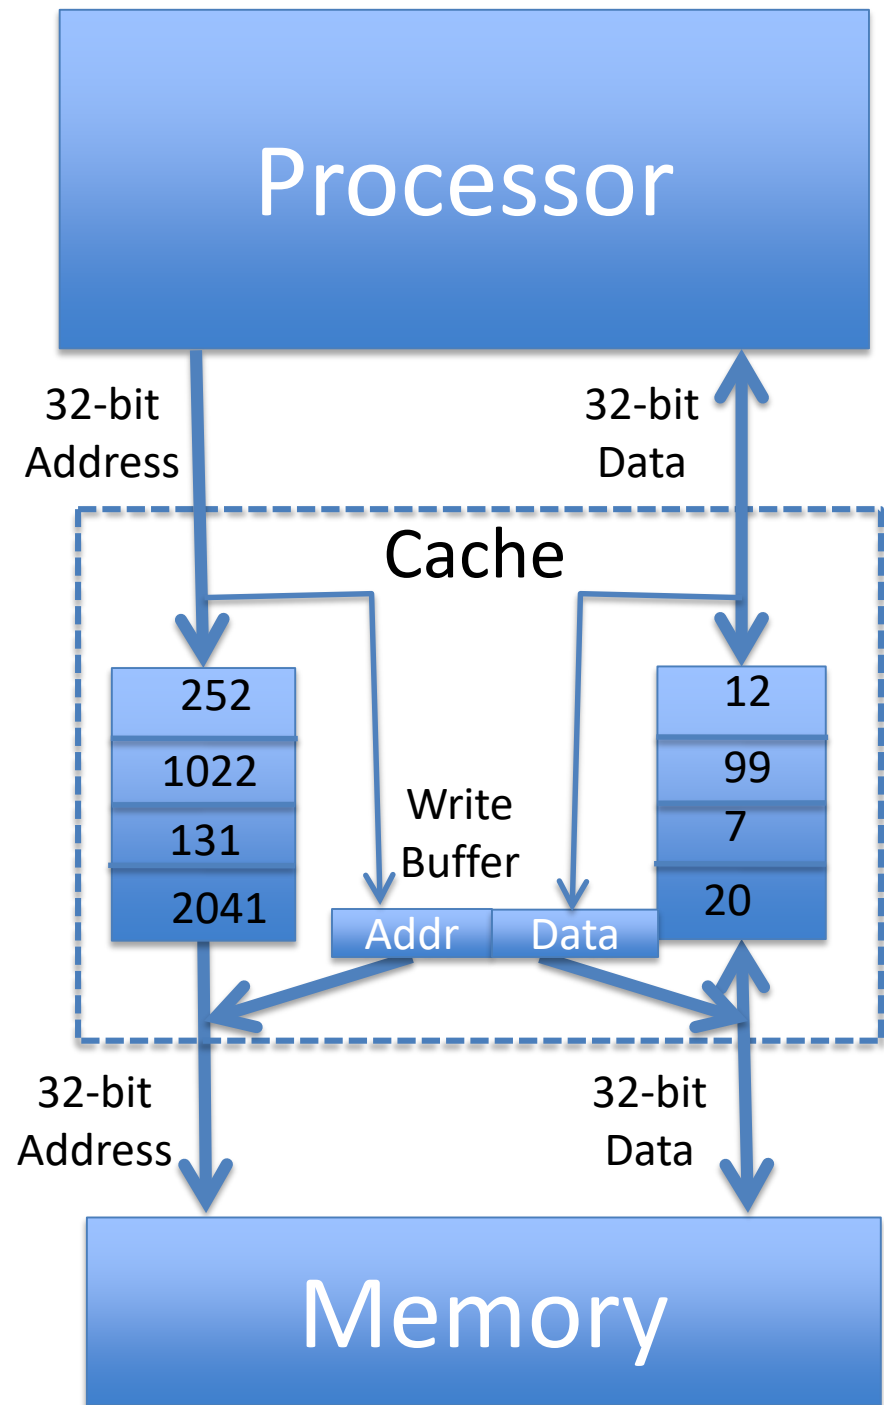 Processor
32-bit
Address
32-bit
Data
Cache
252
1022
131
2041
12
99
7
20
Write
Buffer
Addr
Data
32-bit
Address
32-bit
Data
Memory